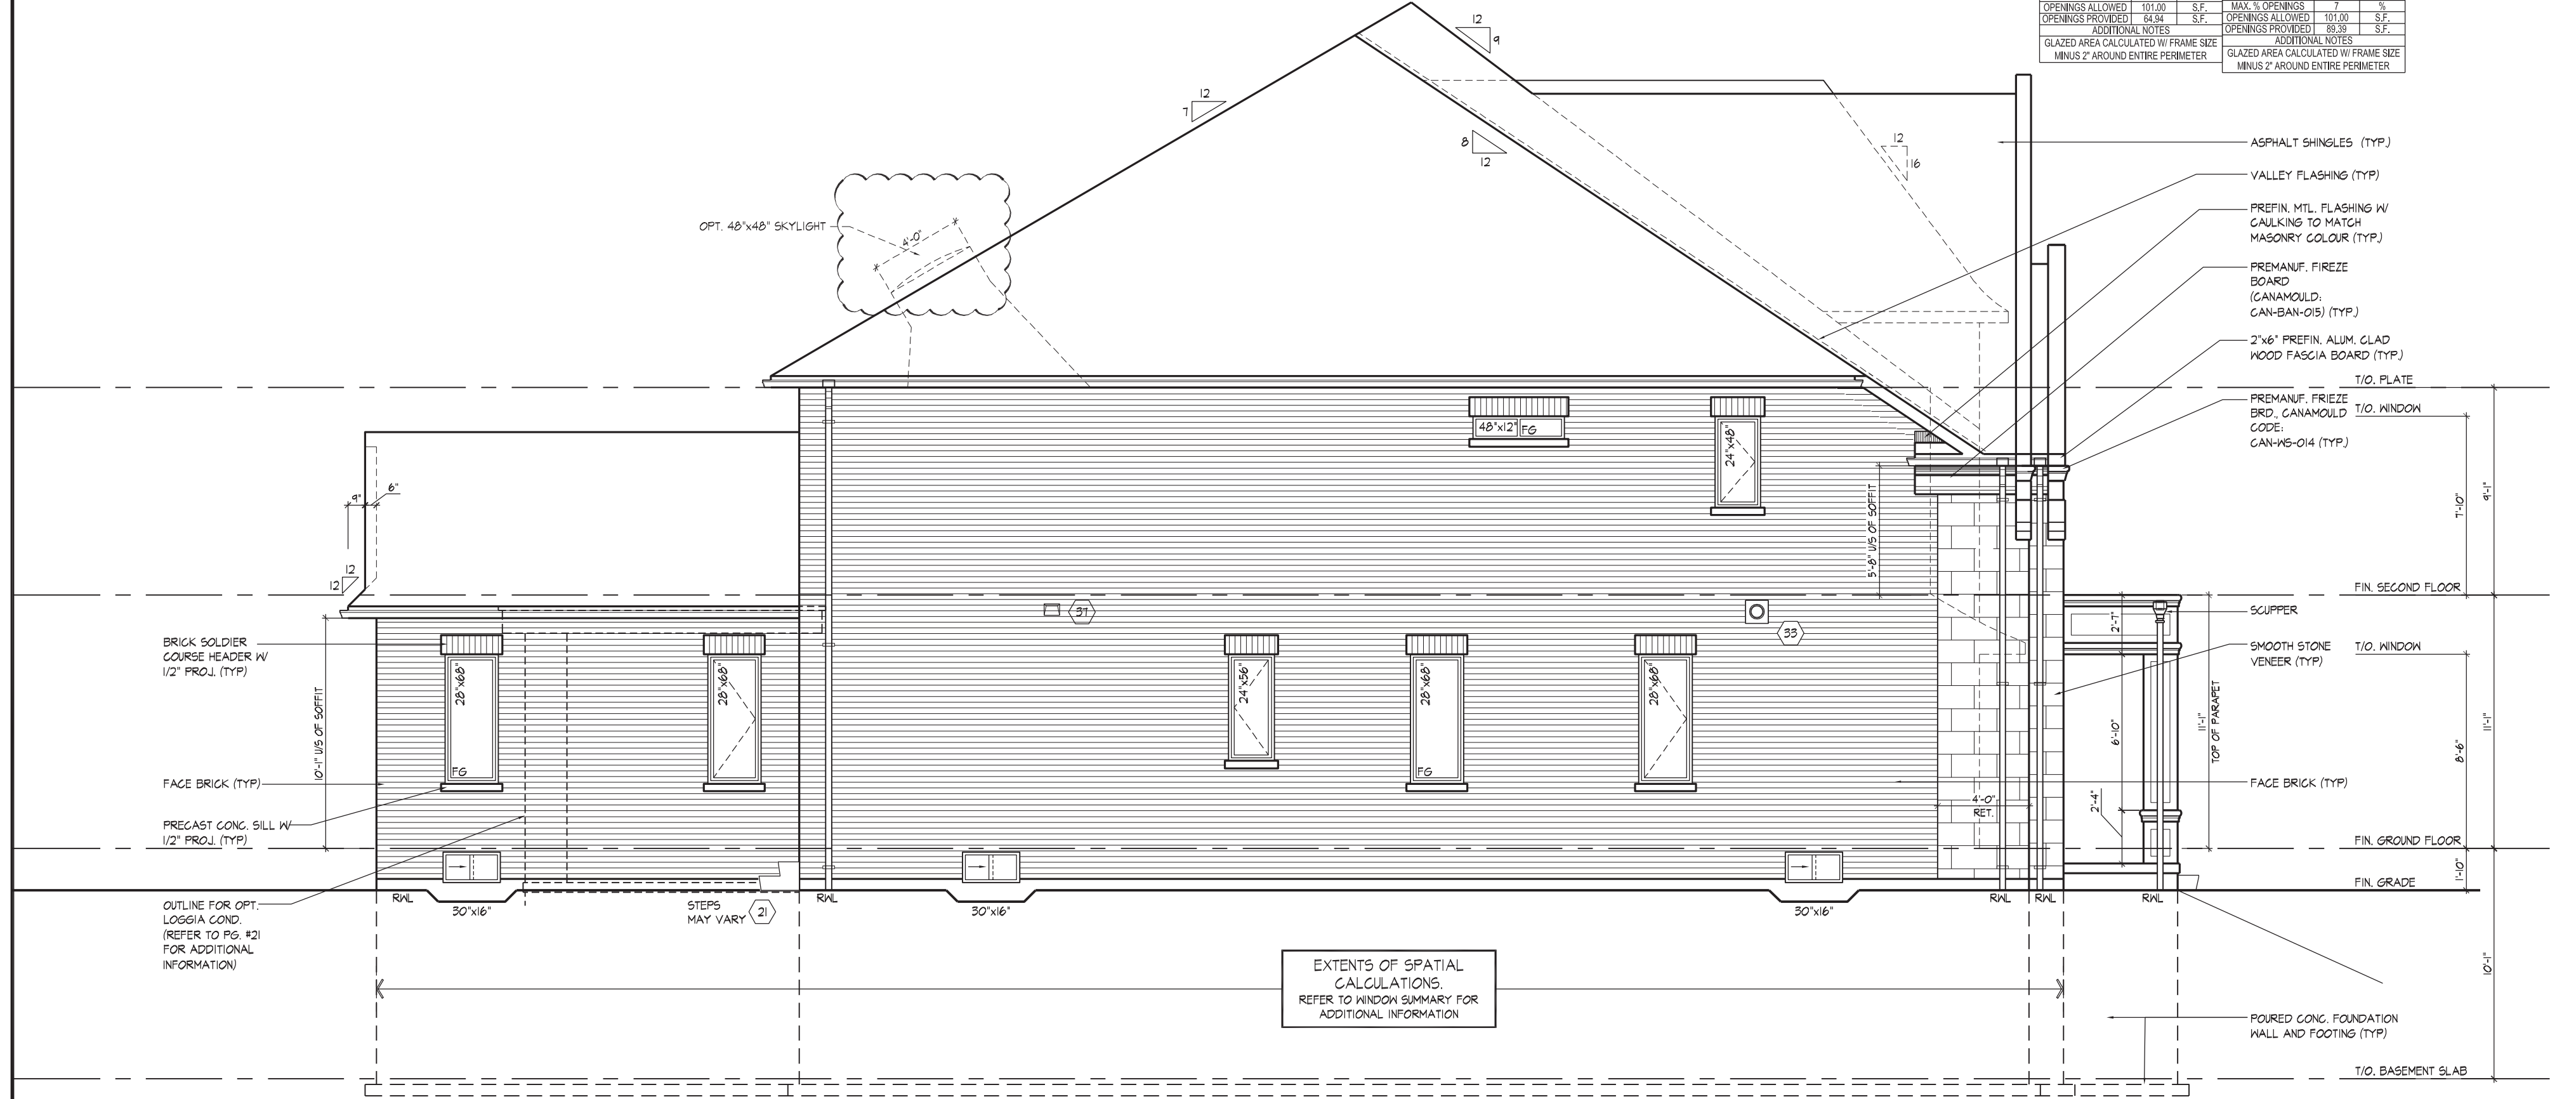 OPENINGS ALLOWED 101.00 S.F.
OPENINGS PROVIDED 64.94 S.F.
ADDITIONAL NOTES
GLAZED AREA CALCULATED W/ FRAME SIZE
MINUS 2" AROUND ENTIRE PERIMETER
MAX. % OPENINGS 7 %
OPENINGS ALLOWED 101.00 S.F.
OPENINGS PROVIDED 89.39 S.F.
ADDITIONAL NOTES
GLAZED AREA CALCULATED W/ FRAME SIZE
MINUS 2" AROUND ENTIRE PERIMETER
12
9
12
7
8
12
12
16
OPT. 48"x48" SKYLIGHT
4'-0"
ASPHALT SHINGLES (TYP.)
VALLEY FLASHING (TYP)
PREFIN. MTL. FLASHING W/
CAULKING TO MATCH
MASONRY COLOUR (TYP.)
PREMANUF. FIREZE
BOARD
(CANAMOULD:
CAN-BAN-015) (TYP.)
2"x6" PREFIN. ALUM. CLAD
WOOD FASCIA BOARD (TYP.)
T/O. PLATE
PREMANUF. FRIEZE
BRD., CANAMOULD
CODE:
CAN-WS-014 (TYP.)
T/O. WINDOW
48"x12" FG
24"x48"
9"
6"
12
12
5'-8" U/S OF SOFFIT
7'-10"
9'-1"
FIN. SECOND FLOOR
37
33
2'-7"
SCUPPER
SMOOTH STONE
VENEER (TYP)
T/O. WINDOW
BRICK SOLDIER
COURSE HEADER W/
1/2" PROJ. (TYP)
10'-1" U/S OF SOFFIT
28"x68"
FG
28"x68"
24"x56"
28"x68"
FG
28"x68"
6'-10"
11'-1"
TOP OF PARAPET
8'-6"
11'-1"
FACE BRICK (TYP)
PRECAST CONC. SILL W/
1/2" PROJ. (TYP)
4'-0"
RET.
2'-4"
FACE BRICK (TYP)
FIN. GROUND FLOOR
1'-10"
FIN. GRADE
OUTLINE FOR OPT.
LOGGIA COND.
(REFER TO PG. #21
FOR ADDITIONAL
INFORMATION)
RWL
30"x16"
STEPS
MAY VARY
21
RWL
30"x16"
30"x16"
RWL
RWL
RWL
10'-1"
EXTENTS OF SPATIAL
CALCULATIONS.
REFER TO WINDOW SUMMARY FOR
ADDITIONAL INFORMATION
POURED CONC. FOUNDATION
WALL AND FOOTING (TYP)
T/O. BASEMENT SLAB